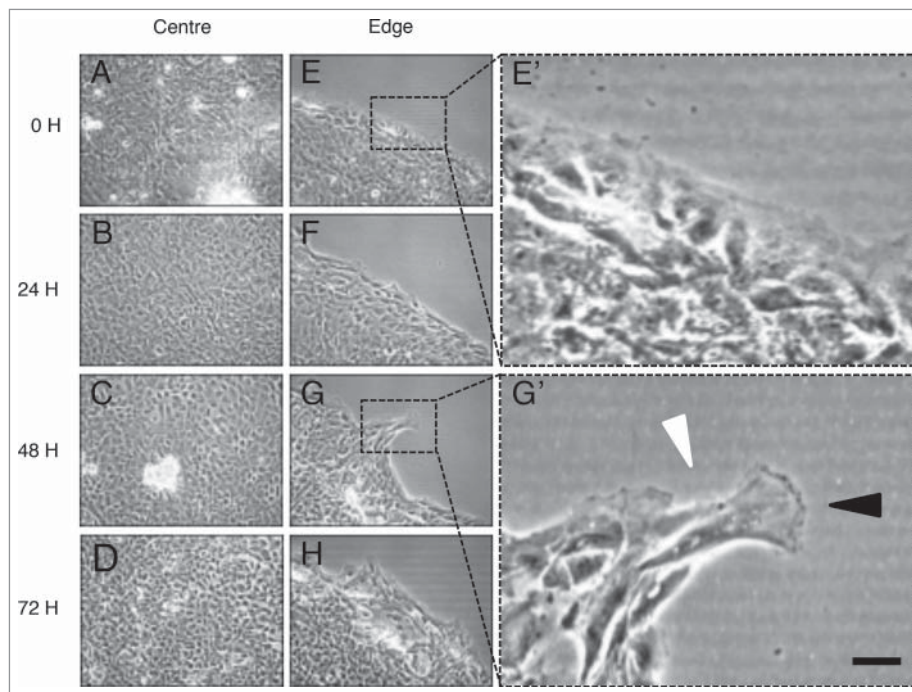 Centre Edge
A E E'
0 H
B F
24 H
C G G'
48 H
D H
72 H